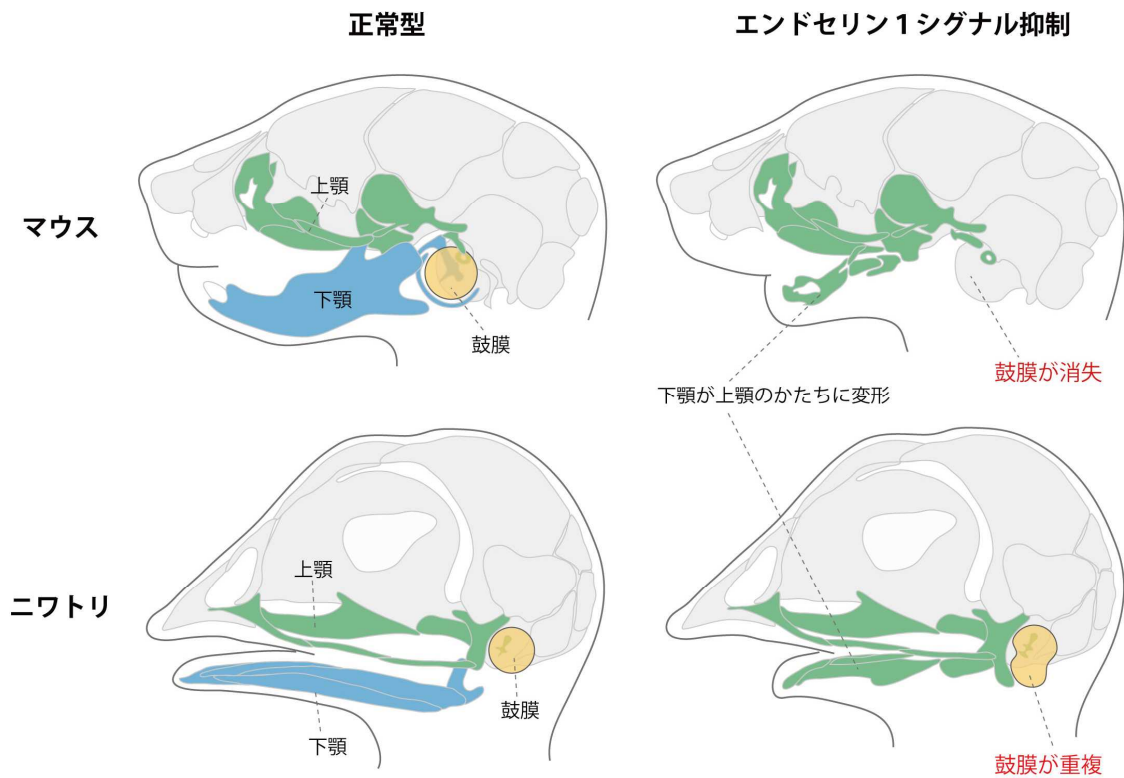 正常型
エンドセリン1シグナル抑制
マウス
上顎
下顎
鼓膜
鼓膜が消失
下顎が上顎のかたちに変形
ニワトリ
上顎
鼓膜
下顎
鼓膜が重複